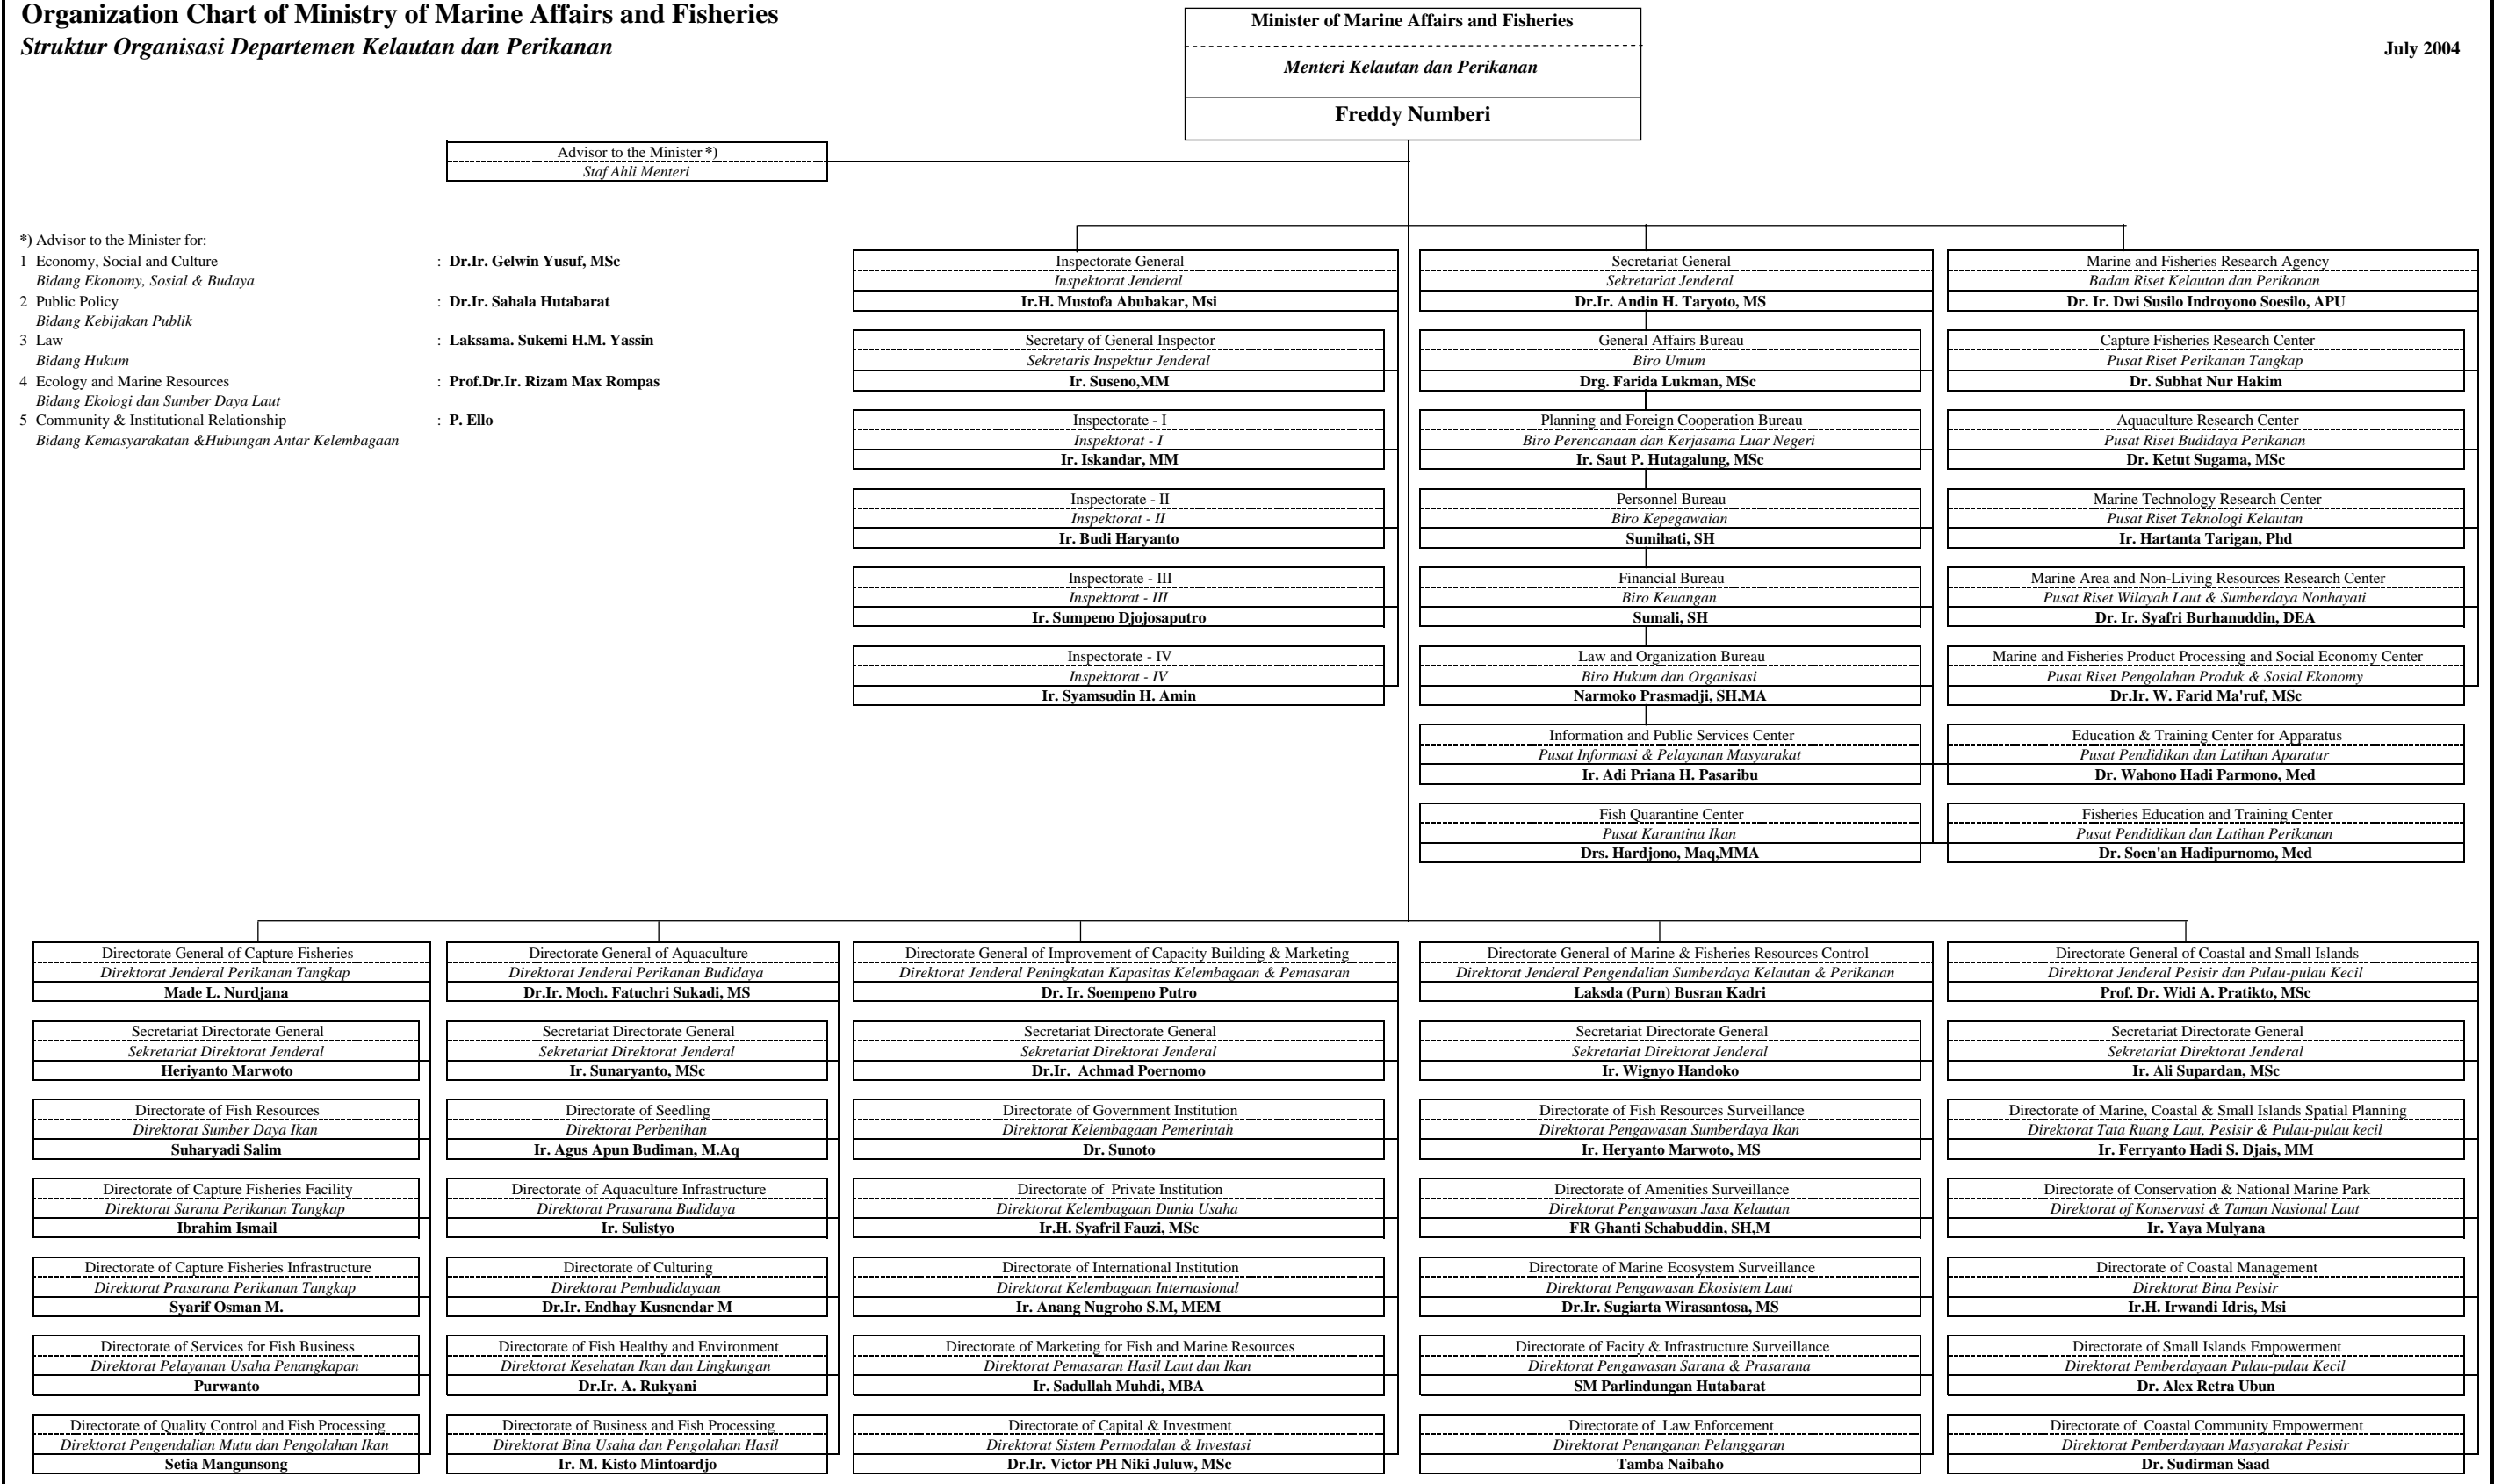 Organization Chart of Ministry of Marine Affairs and Fisheries
Struktur Organisasi Departemen Kelautan dan Perikanan
Minister of Marine Affairs and Fisheries
Menteri Kelautan dan Perikanan
Freddy Numberi
July 2004
Advisor to the Minister *)
Staf Ahli Menteri
*) Advisor to the Minister for:
1 Economy, Social and Culture : Dr.Ir. Gelwin Yusuf, MSc
Bidang Ekonomy, Sosial & Budaya
2 Public Policy : Dr.Ir. Sahala Hutabarat
Bidang Kebijakan Publik
3 Law : Laksama. Sukemi H.M. Yassin
Bidang Hukum
4 Ecology and Marine Resources : Prof.Dr.Ir. Rizam Max Rompas
Bidang Ekologi dan Sumber Daya Laut
5 Community & Institutional Relationship : P. Ello
Bidang Kemasyarakatan &Hubungan Antar Kelembagaan
Inspectorate General
Inspektorat Jenderal
Ir.H. Mustofa Abubakar, Msi
Secretary of General Inspector
Sekretaris Inspektur Jenderal
Ir. Suseno,MM
Inspectorate - I
Inspektorat - I
Ir. Iskandar, MM
Inspectorate - II
Inspektorat - II
Ir. Budi Haryanto
Inspectorate - III
Inspektorat - III
Ir. Sumpeno Djojosaputro
Inspectorate - IV
Inspektorat - IV
Ir. Syamsudin H. Amin
Secretariat General
Sekretariat Jenderal
Dr.Ir. Andin H. Taryoto, MS
General Affairs Bureau
Biro Umum
Drg. Farida Lukman, MSc
Planning and Foreign Cooperation Bureau
Biro Perencanaan dan Kerjasama Luar Negeri
Ir. Saut P. Hutagalung, MSc
Personnel Bureau
Biro Kepegawaian
Sumihati, SH
Financial Bureau
Biro Keuangan
Sumali, SH
Law and Organization Bureau
Biro Hukum dan Organisasi
Narmoko Prasmadji, SH.MA
Information and Public Services Center
Pusat Informasi & Pelayanan Masyarakat
Ir. Adi Priana H. Pasaribu
Fish Quarantine Center
Pusat Karantina Ikan
Drs. Hardjono, Maq,MMA
Marine and Fisheries Research Agency
Badan Riset Kelautan dan Perikanan
Dr. Ir. Dwi Susilo Indroyono Soesilo, APU
Capture Fisheries Research Center
Pusat Riset Perikanan Tangkap
Dr. Subhat Nur Hakim
Aquaculture Research Center
Pusat Riset Budidaya Perikanan
Dr. Ketut Sugama, MSc
Marine Technology Research Center
Pusat Riset Teknologi Kelautan
Ir. Hartanta Tarigan, Phd
Marine Area and Non-Living Resources Research Center
Pusat Riset Wilayah Laut & Sumberdaya Nonhayati
Dr. Ir. Syafri Burhanuddin, DEA
Marine and Fisheries Product Processing and Social Economy Center
Pusat Riset Pengolahan Produk & Sosial Ekonomy
Dr.Ir. W. Farid Ma'ruf, MSc
Education & Training Center for Apparatus
Pusat Pendidikan dan Latihan Aparatur
Dr. Wahono Hadi Parmono, Med
Fisheries Education and Training Center
Pusat Pendidikan dan Latihan Perikanan
Dr. Soen'an Hadipurnomo, Med
Directorate General of Capture Fisheries
Direktorat Jenderal Perikanan Tangkap
Made L. Nurdjana
Secretariat Directorate General
Sekretariat Direktorat Jenderal
Heriyanto Marwoto
Directorate of Fish Resources
Direktorat Sumber Daya Ikan
Suharyadi Salim
Directorate of Capture Fisheries Facility
Direktorat Sarana Perikanan Tangkap
Ibrahim Ismail
Directorate of Capture Fisheries Infrastructure
Direktorat Prasarana Perikanan Tangkap
Syarif Osman M.
Directorate of Services for Fish Business
Direktorat Pelayanan Usaha Penangkapan
Purwanto
Directorate of Quality Control and Fish Processing
Direktorat Pengendalian Mutu dan Pengolahan Ikan
Setia Mangunsong
Directorate General of Aquaculture
Direktorat Jenderal Perikanan Budidaya
Dr.Ir. Moch. Fatuchri Sukadi, MS
Secretariat Directorate General
Sekretariat Direktorat Jenderal
Ir. Sunaryanto, MSc
Directorate of Seedling
Direktorat Perbenihan
Ir. Agus Apun Budiman, M.Aq
Directorate of Aquaculture Infrastructure
Direktorat Prasarana Budidaya
Ir. Sulistyo
Directorate of Culturing
Direktorat Pembudidayaan
Dr.Ir. Endhay Kusnendar M
Directorate of Fish Healthy and Environment
Direktorat Kesehatan Ikan dan Lingkungan
Dr.Ir. A. Rukyani
Directorate of Business and Fish Processing
Direktorat Bina Usaha dan Pengolahan Hasil
Ir. M. Kisto Mintoardjo
Directorate General of Improvement of Capacity Building & Marketing
Direktorat Jenderal Peningkatan Kapasitas Kelembagaan & Pemasaran
Dr. Ir. Soempeno Putro
Secretariat Directorate General
Sekretariat Direktorat Jenderal
Dr.Ir. Achmad Poernomo
Directorate of Government Institution
Direktorat Kelembagaan Pemerintah
Dr. Sunoto
Directorate of Private Institution
Direktorat Kelembagaan Dunia Usaha
Ir.H. Syafril Fauzi, MSc
Directorate of International Institution
Direktorat Kelembagaan Internasional
Ir. Anang Nugroho S.M, MEM
Directorate of Marketing for Fish and Marine Resources
Direktorat Pemasaran Hasil Laut dan Ikan
Ir. Sadullah Muhdi, MBA
Directorate of Capital & Investment
Direktorat Sistem Permodalan & Investasi
Dr.Ir. Victor PH Niki Juluw, MSc
Directorate General of Marine & Fisheries Resources Control
Direktorat Jenderal Pengendalian Sumberdaya Kelautan & Perikanan
Laksda (Purn) Busran Kadri
Secretariat Directorate General
Sekretariat Direktorat Jenderal
Ir. Wignyo Handoko
Directorate of Fish Resources Surveillance
Direktorat Pengawasan Sumberdaya Ikan
Ir. Heryanto Marwoto, MS
Directorate of Amenities Surveillance
Direktorat Pengawasan Jasa Kelautan
FR Ghanti Schabuddin, SH,M
Directorate of Marine Ecosystem Surveillance
Direktorat Pengawasan Ekosistem Laut
Dr.Ir. Sugiarta Wirasantosa, MS
Directorate of Facity & Infrastructure Surveillance
Direktorat Pengawasan Sarana & Prasarana
SM Parlindungan Hutabarat
Directorate of Law Enforcement
Direktorat Penanganan Pelanggaran
Tamba Naibaho
Directorate General of Coastal and Small Islands
Direktorat Jenderal Pesisir dan Pulau-pulau Kecil
Prof. Dr. Widi A. Pratikto, MSc
Secretariat Directorate General
Sekretariat Direktorat Jenderal
Ir. Ali Supardan, MSc
Directorate of Marine, Coastal & Small Islands Spatial Planning
Direktorat Tata Ruang Laut, Pesisir & Pulau-pulau kecil
Ir. Ferryanto Hadi S. Djais, MM
Directorate of Conservation & National Marine Park
Direktorat of Konservasi & Taman Nasional Laut
Ir. Yaya Mulyana
Directorate of Coastal Management
Direktorat Bina Pesisir
Ir.H. Irwandi Idris, Msi
Directorate of Small Islands Empowerment
Direktorat Pemberdayaan Pulau-pulau Kecil
Dr. Alex Retra Ubun
Directorate of Coastal Community Empowerment
Direktorat Pemberdayaan Masyarakat Pesisir
Dr. Sudirman Saad